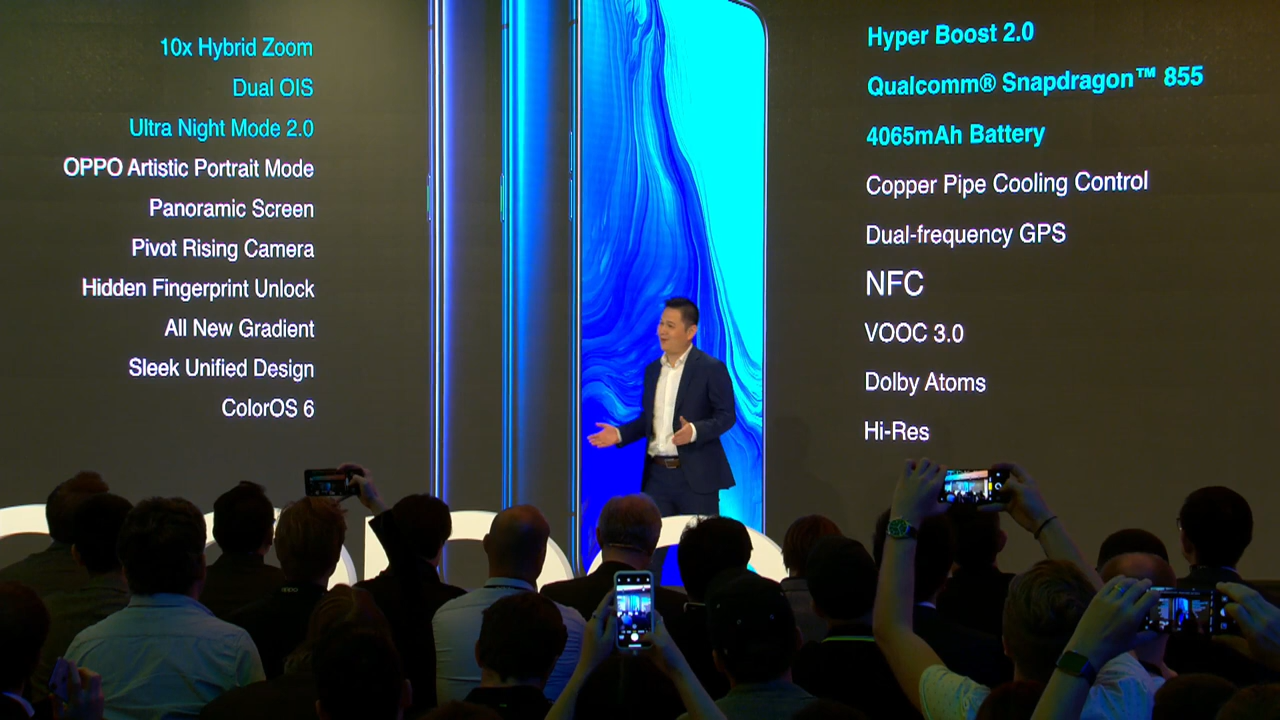 10x Hybrid Zoom
Dual OIS
Ultra Night Mode 2.0
OPPO Artistic Portrait Mode
Panoramic Screen
Pivot Rising Camera
Hidden Fingerprint Unlock
All New Gradient
Sleek Unified Design
ColorOS 6
Hyper Boost 2.0
Qualcomm® Snapdragon™ 855
4065mAh Battery
Copper Pipe Cooling Control
Dual-frequency GPS
NFC
VOOC 3.0
Dolby Atoms
Hi-Res
oppo